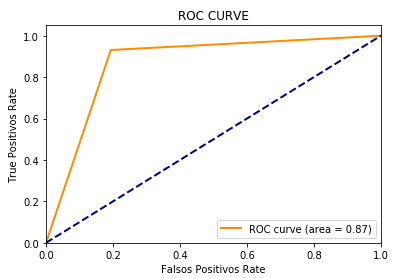 ROC CURVE
True Positivos Rate
1.0
0.8
0.6
0.4
0.2
0.0
ROC curve (area = 0.87)
0.0 0.2 0.4 0.6 0.8 1.0
Falsos Positivos Rate